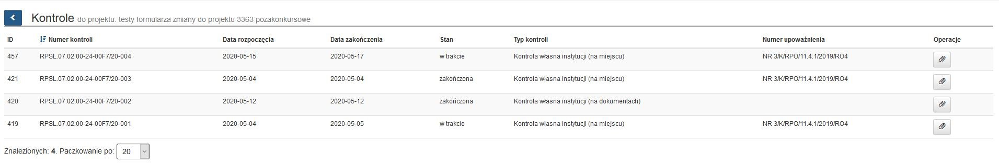 Kontrole do projektu: testy formularza zmiany do projektu 3363 pozakonkursowe
ID Numer kontroli Data rozpoczęcia Data zakończenia Stan Typ kontroli Numer upoważnienia Operacje
457 RPSL.07.02.00-24-00F7/20-004 2020-05-15 2020-05-17 w trakcie Kontrola własna instytucji (na miejscu) NR 3/K/RPO/11.4.1/2019/RO4
421 RPSL.07.02.00-24-00F7/20-003 2020-05-04 2020-05-04 zakończona Kontrola własna instytucji (na miejscu) NR 3/K/RPO/11.4.1/2019/RO4
420 RPSL.07.02.00-24-00F7/20-002 2020-05-12 2020-05-12 zakończona Kontrola własna instytucji (na dokumentach)
419 RPSL.07.02.00-24-00F7/20-001 2020-05-04 2020-05-05 w trakcie Kontrola własna instytucji (na miejscu) NR 3/K/RPO/11.4.1/2019/RO4
Znalezionych: 4. Paczkowanie po: 20